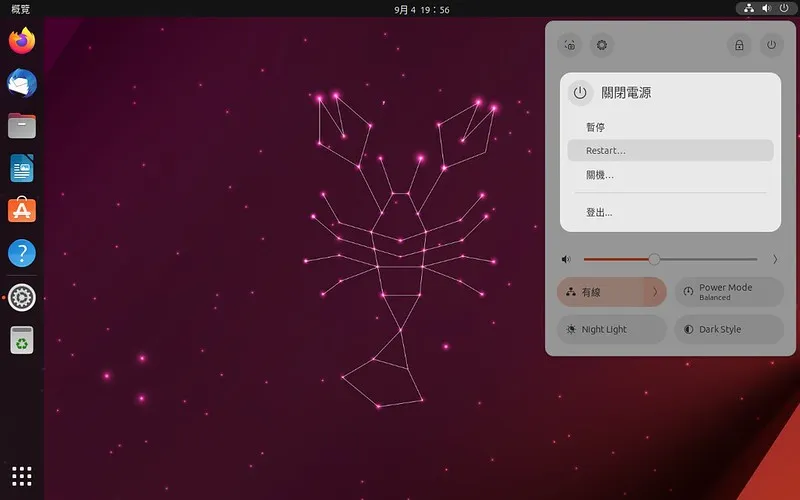 概覽
9月 4 19：56
關閉電源
暫停
Restart…
關機…
登出…
有線
Power Mode
Balanced
Night Light
Dark Style